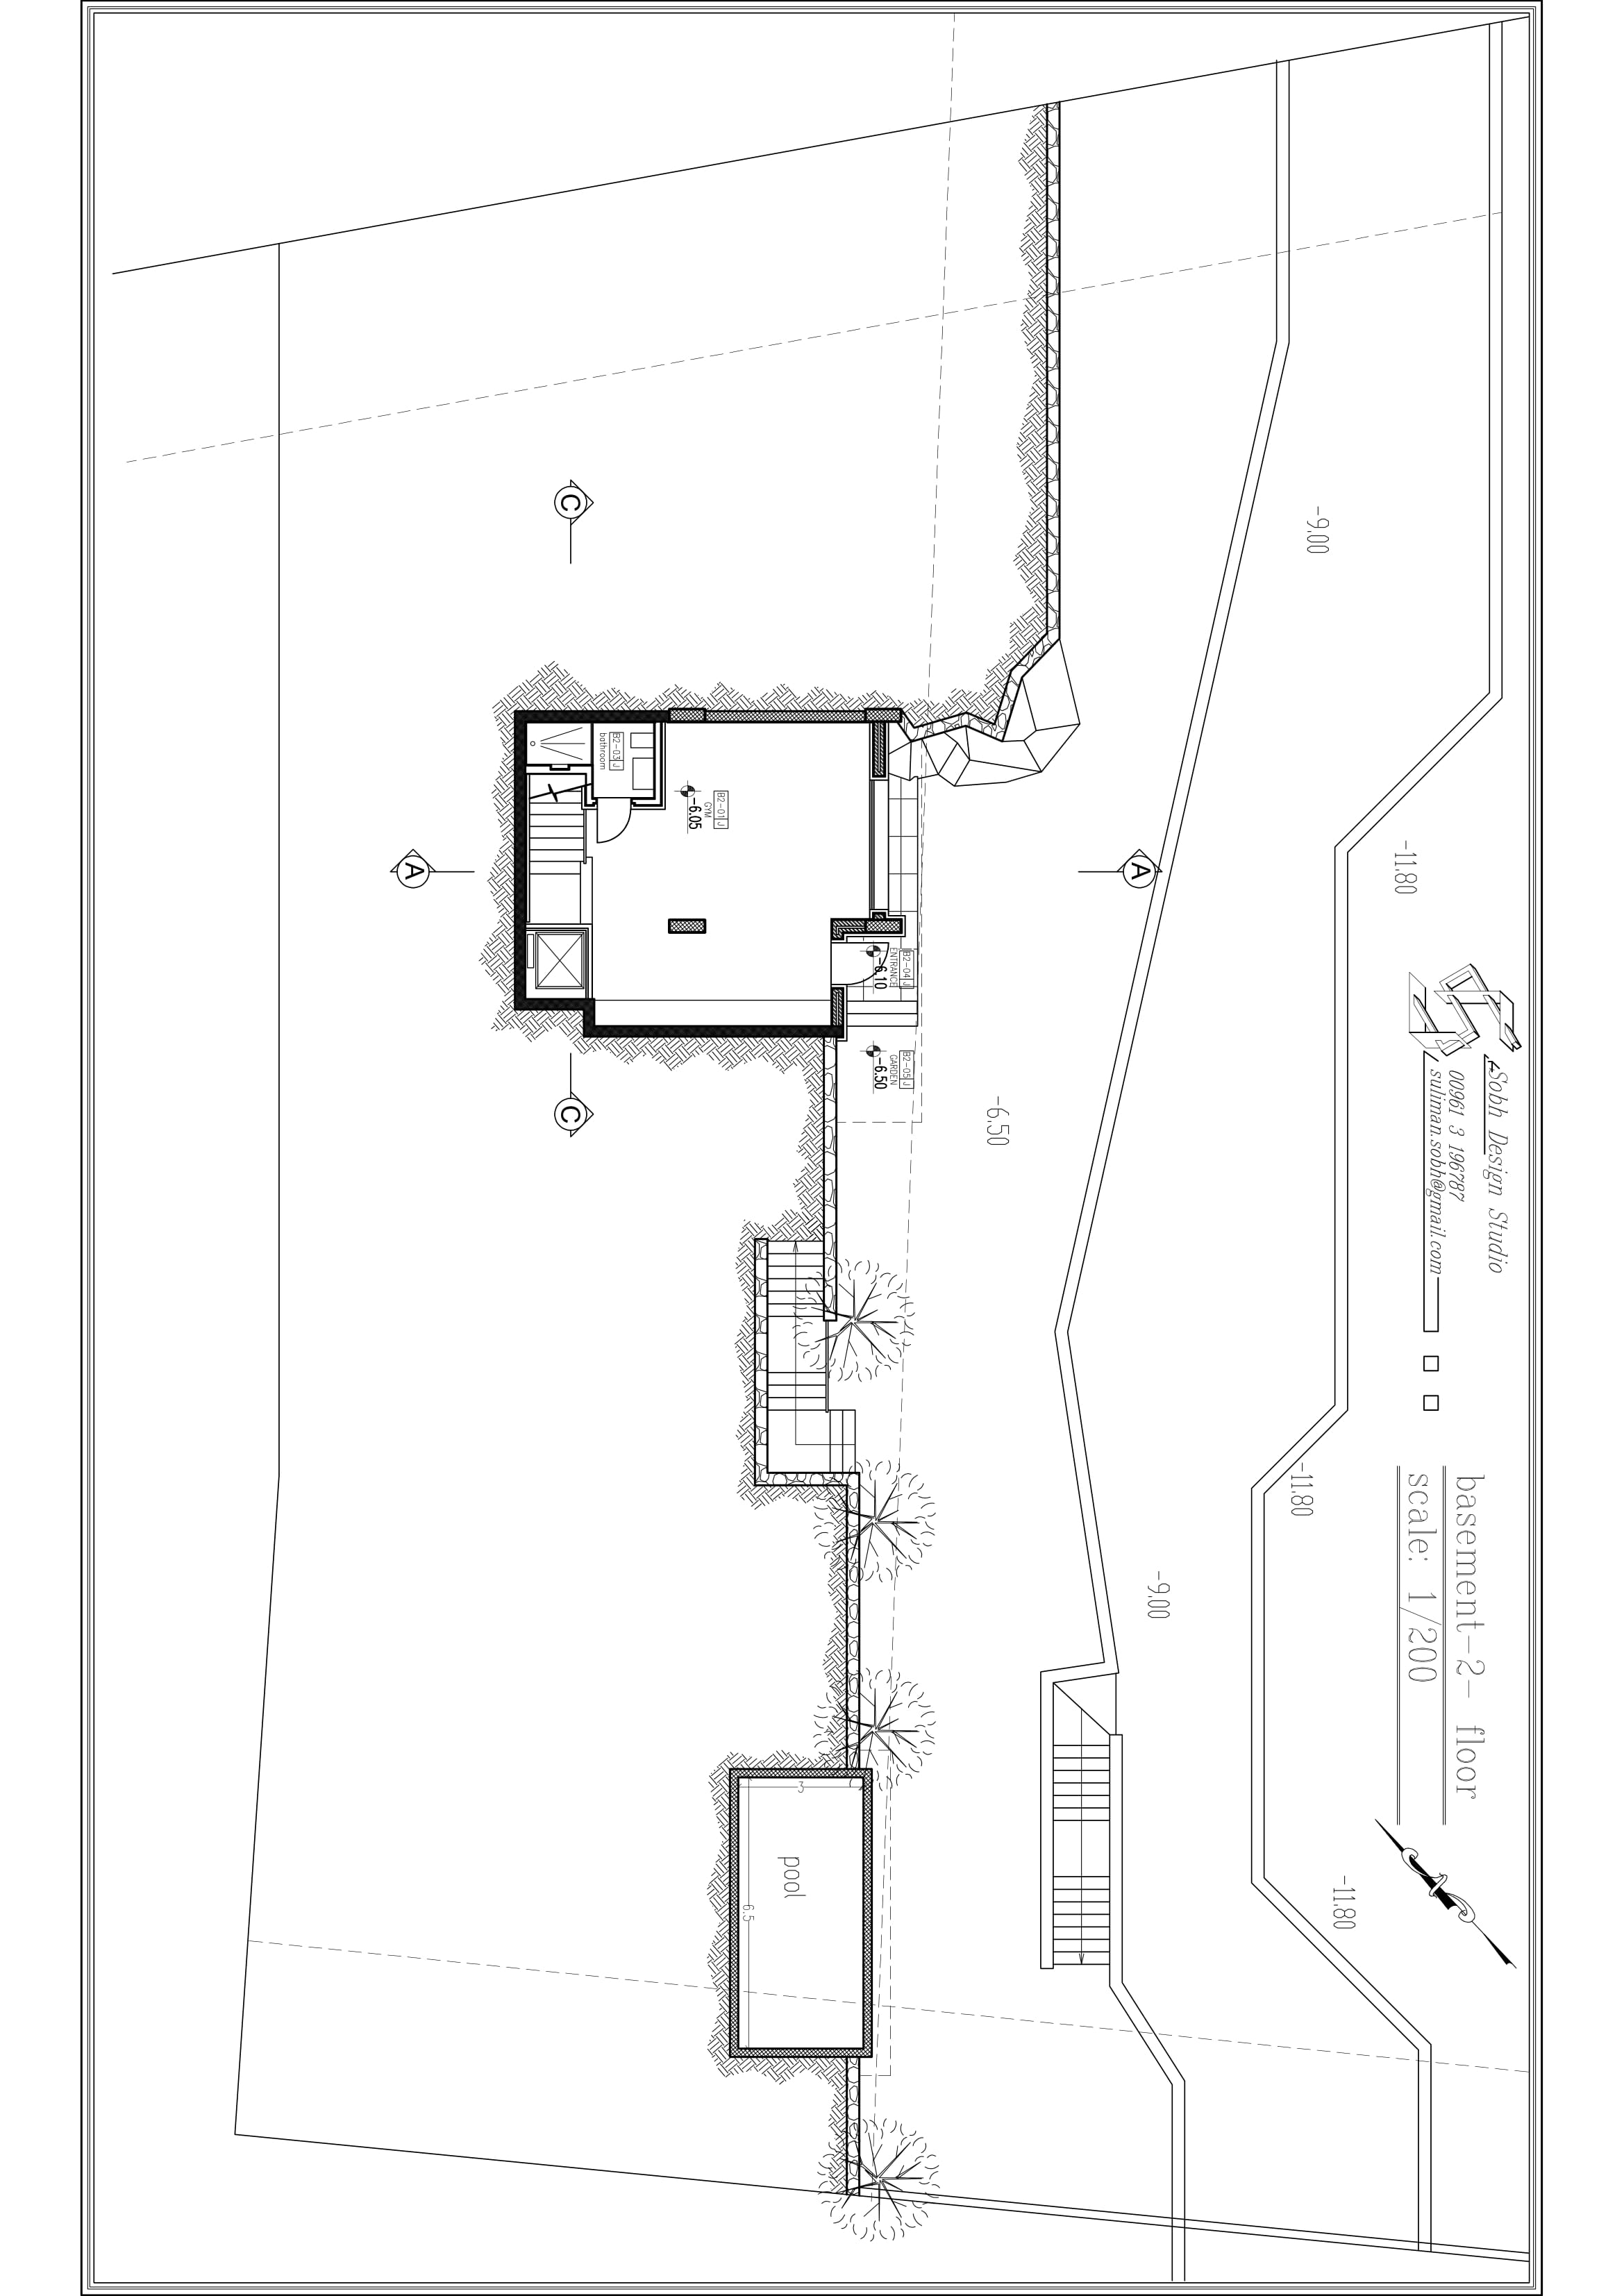 Sobh Design Studio
00961 3 196787
suliman.sobh@gmail.com
basement-2- floor
scale: 1/200
-11.80
-11.80
-11.80
-9.00
-9.00
-6.50
A
A
C
C
B2-04 J
ENTRANCE
-6.10
B2-05 J
GARDEN
-6.50
B2-01 J
GYM
-6.05
B2-03 J
bathroom
3
pool
6.5